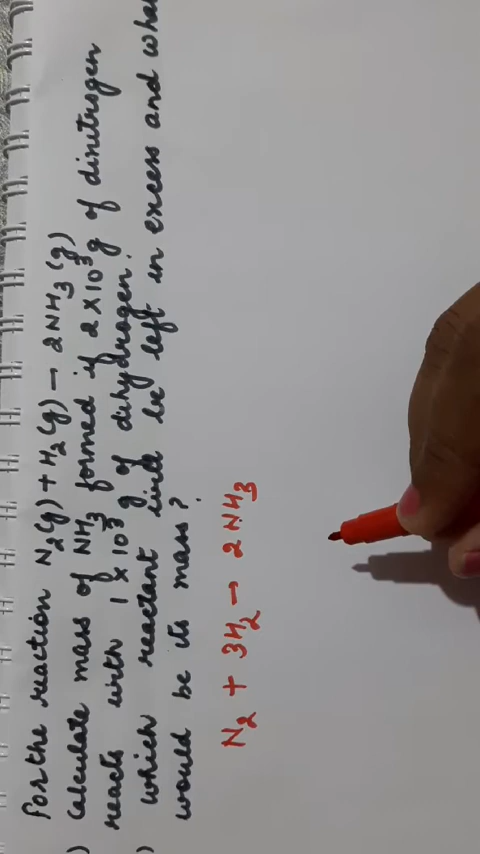 For the reaction N₂(g) + H₂(g) → 2NH₃(g)
) Calculate mass of NH₃ formed if 2 × 10³ g of dinitrogen
reacts with 1 × 10³ g of dihydrogen.
) which reactant be left in excess and what
would be its mass?
N₂ + 3H₂ → 2NH₃